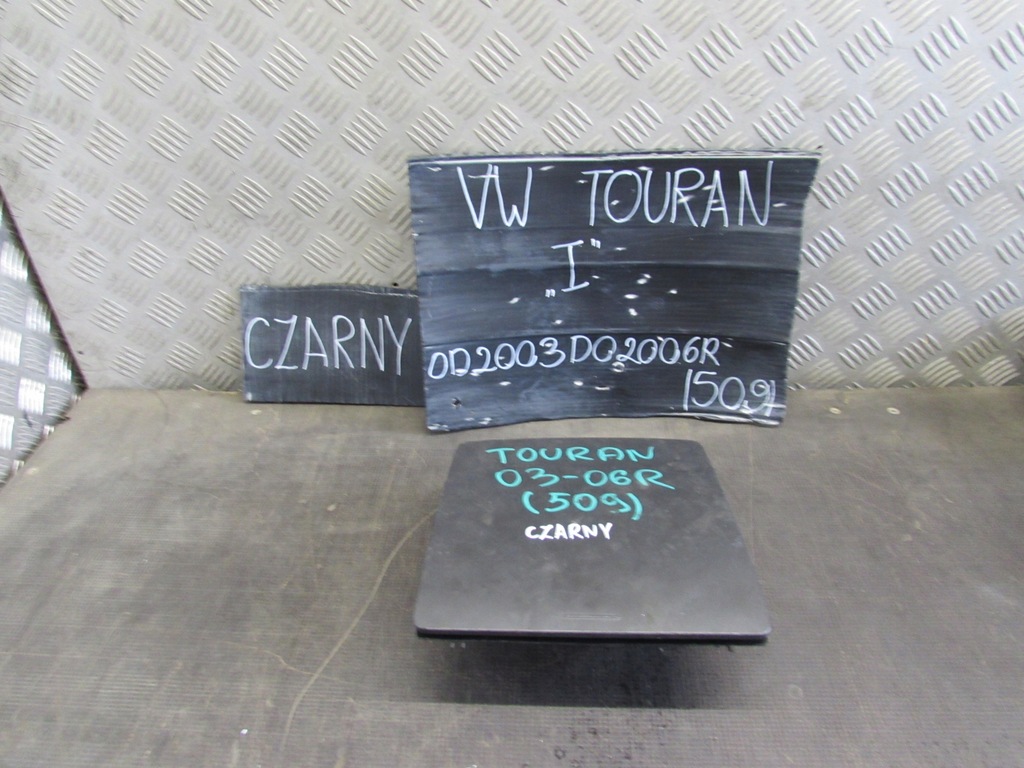 CZARNY
VW TOURAN
„I"
OD2003DO2006R
(509)
TOURAN
03-06R
(509)
CZARNY